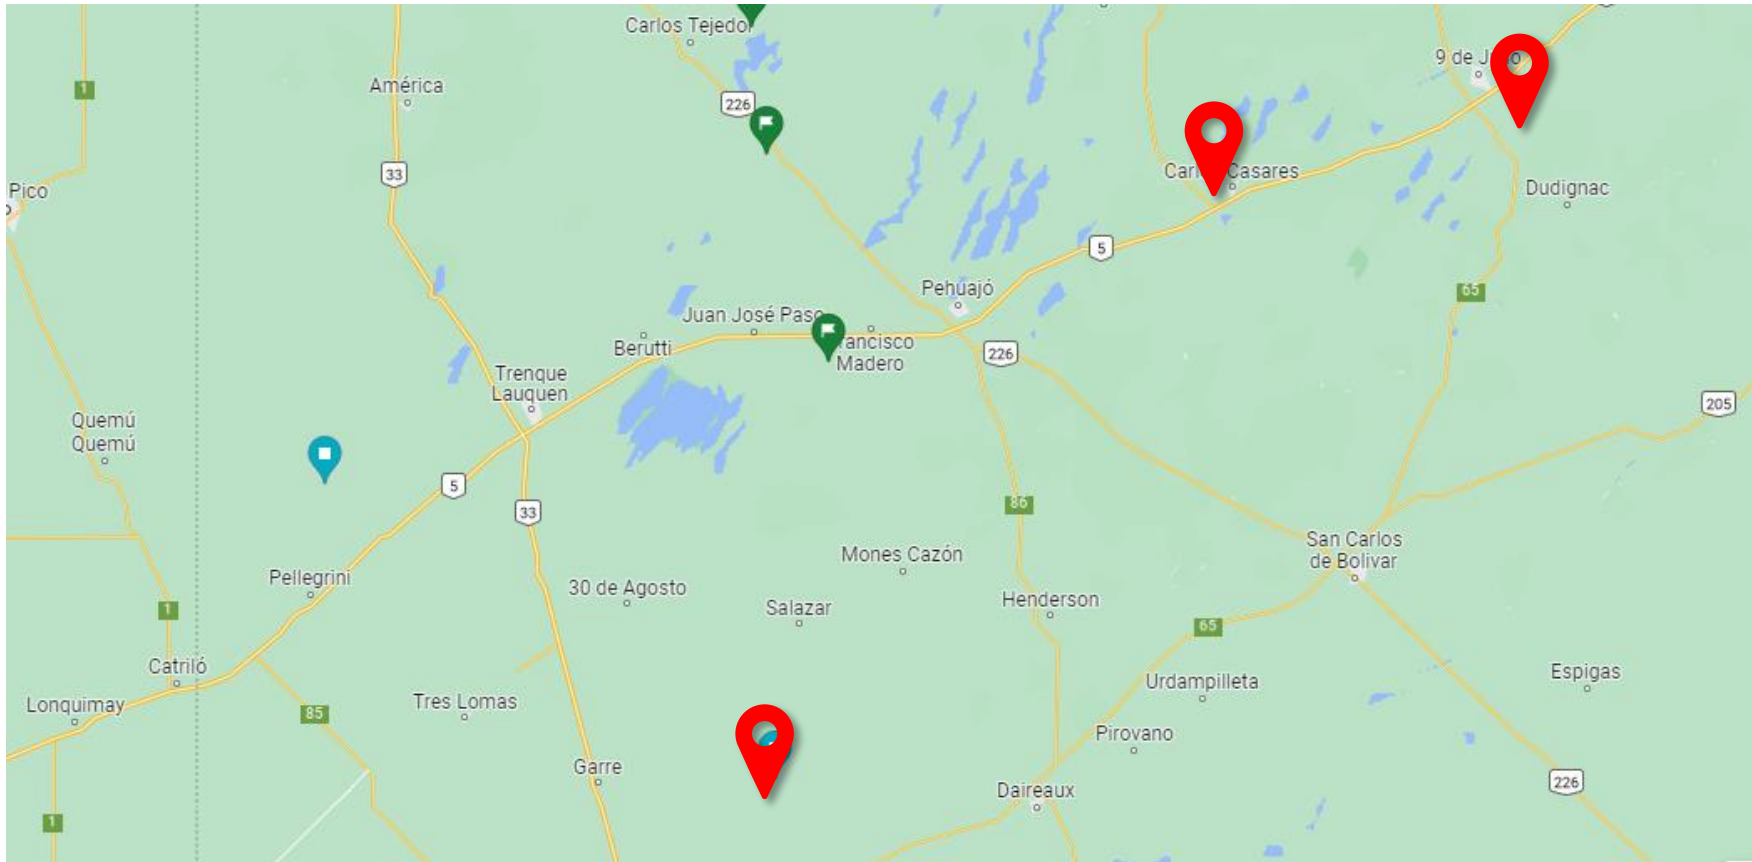 Carlos Tejedor
9 de J
América
1
226
33
Pico
Casares
Dudignac
5
Pehuajó
65
Juan José Paso
Berutti
Madero
226
Trenque
Lauquen
205
Quemú
Quemú
5
33
86
San Carlos
de Bolivar
Mones Cazón
Pellegrini
30 de Agosto
Henderson
Salazar
1
65
Catriló
Espigas
Urdampilleta
Tres Lomas
Lonquimay
85
Pirovano
Garre
226
Daireaux
1